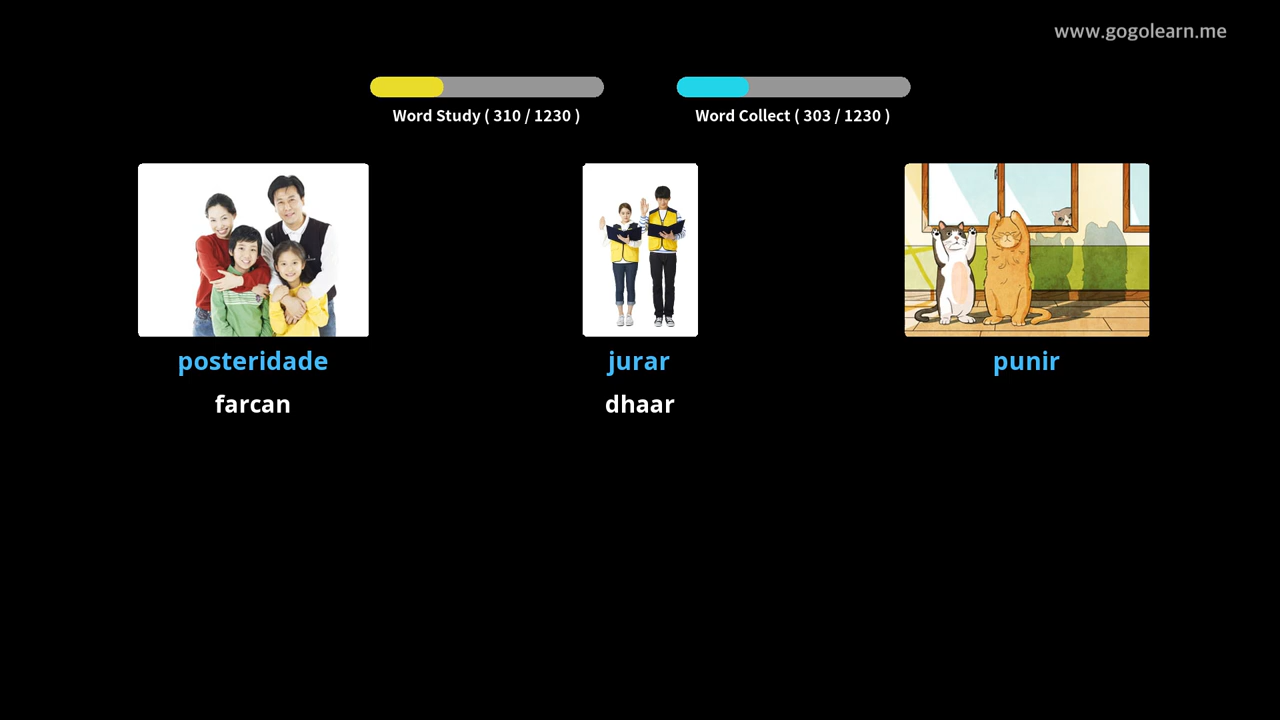 www.gogolearn.me
Word Study ( 310 / 1230 )
Word Collect ( 303 / 1230 )
posteridade
jurar
punir
farcan
dhaar